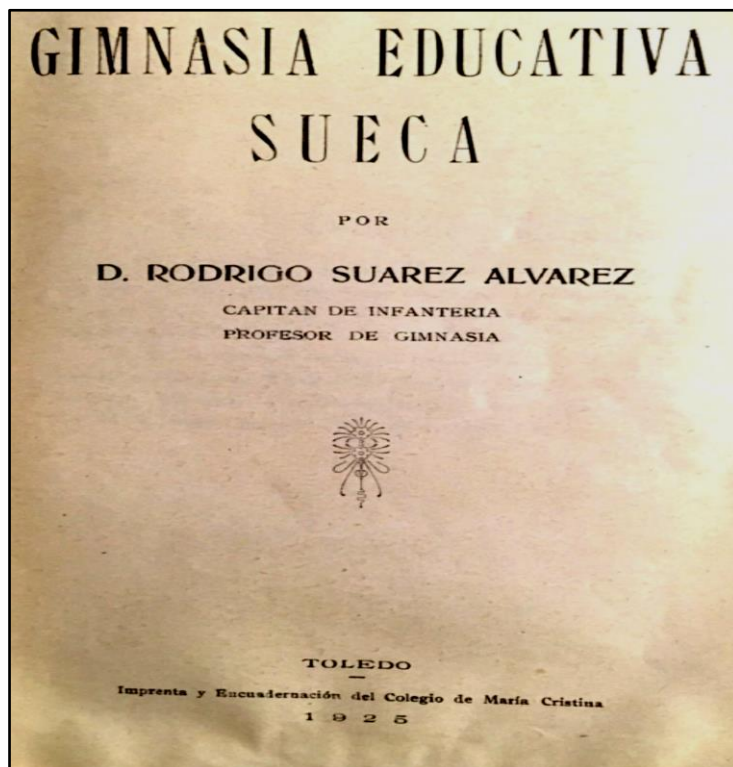 GIMNASIA EDUCATIVA
SUECA
POR
D. RODRIGO SUAREZ ALVAREZ
CAPITAN DE INFANTERIA
PROFESOR DE GIMNASIA
TOLEDO
Imprenta y Encuadernación del Colegio de María Cristina
1925